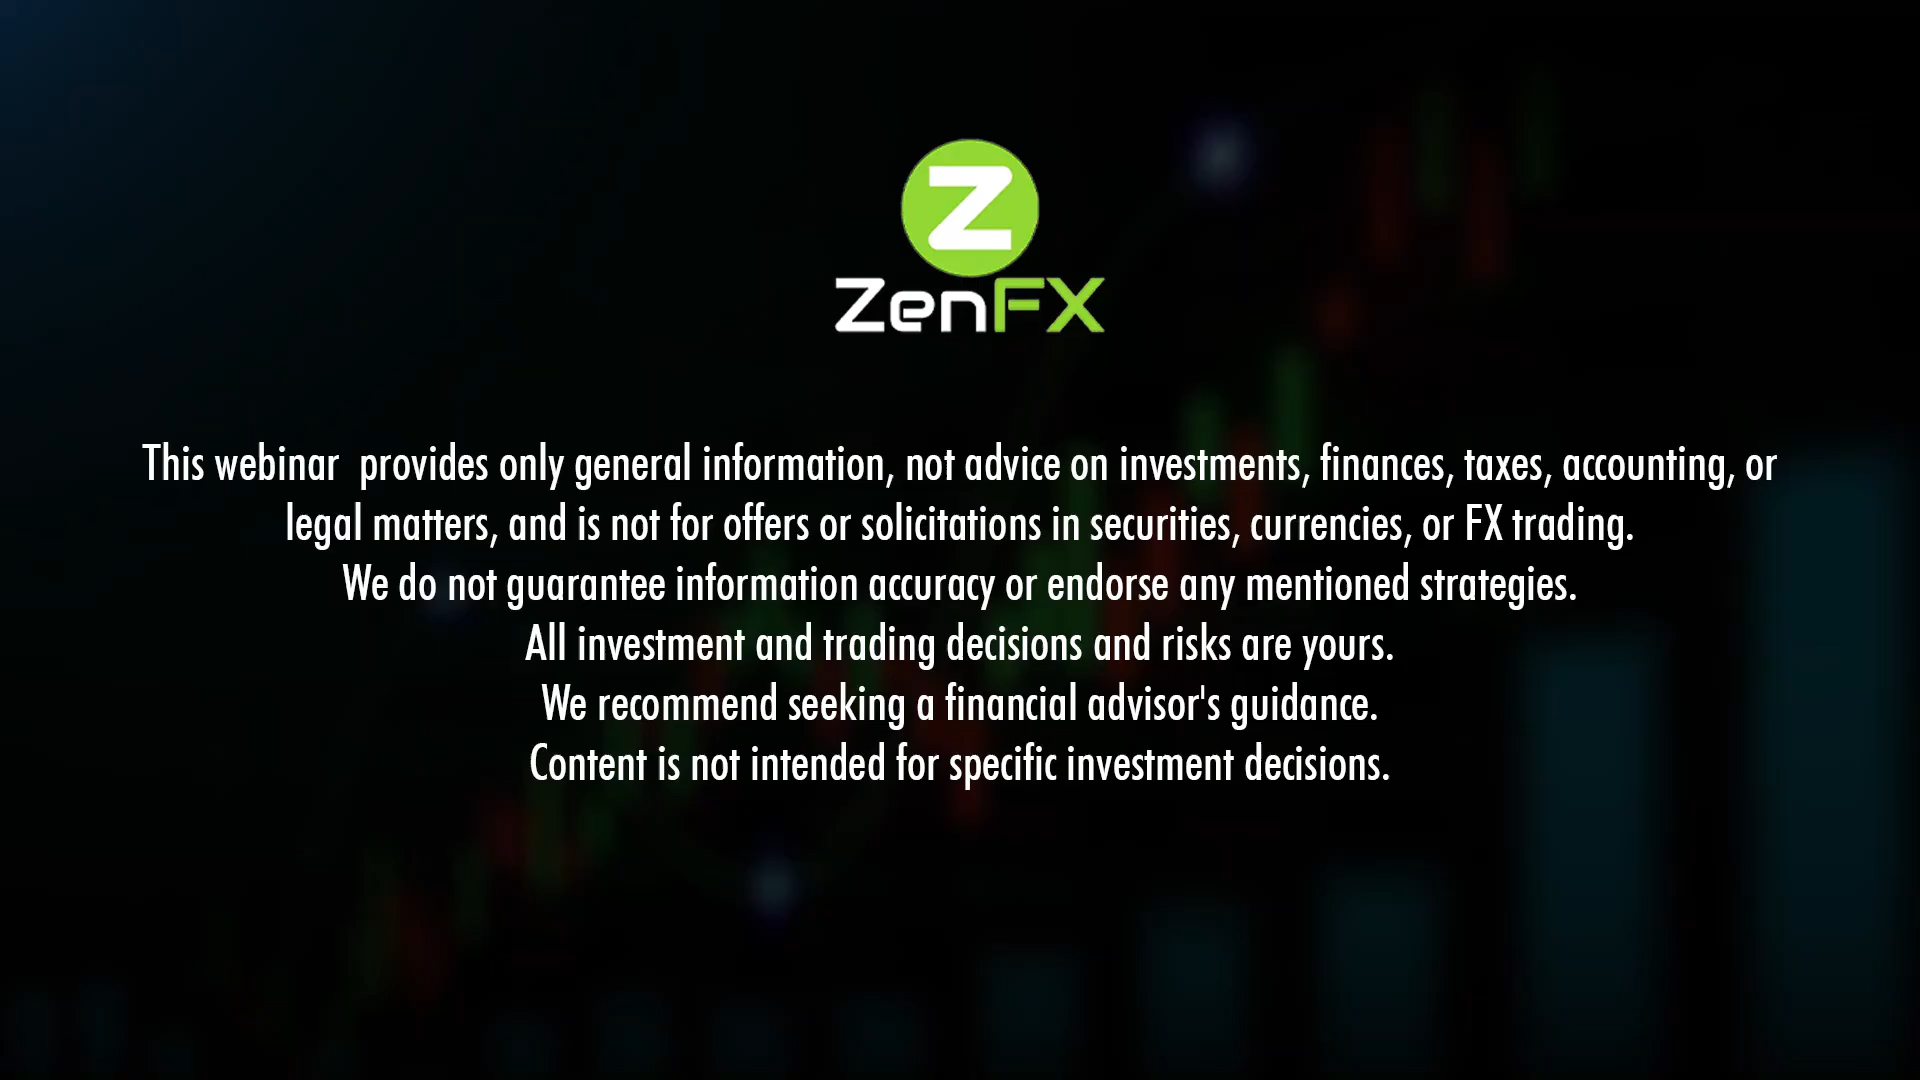 Z
ZenFX
This webinar  provides only general information, not advice on investments, finances, taxes, accounting, or
legal matters, and is not for offers or solicitations in securities, currencies, or FX trading.
We do not guarantee information accuracy or endorse any mentioned strategies.
All investment and trading decisions and risks are yours.
We recommend seeking a financial advisor's guidance.
Content is not intended for specific investment decisions.